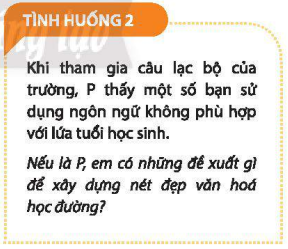 TÌNH HUỐNG 2
Khi tham gia câu lạc bộ của
trường, P thấy một số bạn sử
dụng ngôn ngữ không phù hợp
với lứa tuổi học sinh.
Nếu là P, em có những đề xuất gì
để xây dựng nét đẹp văn hoá
học đường?